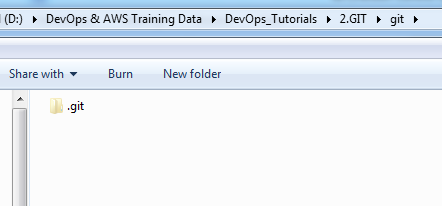 (D:) DevOps & AWS Training Data DevOps_Tutorials 2.GIT git
Share with Burn New folder
.git